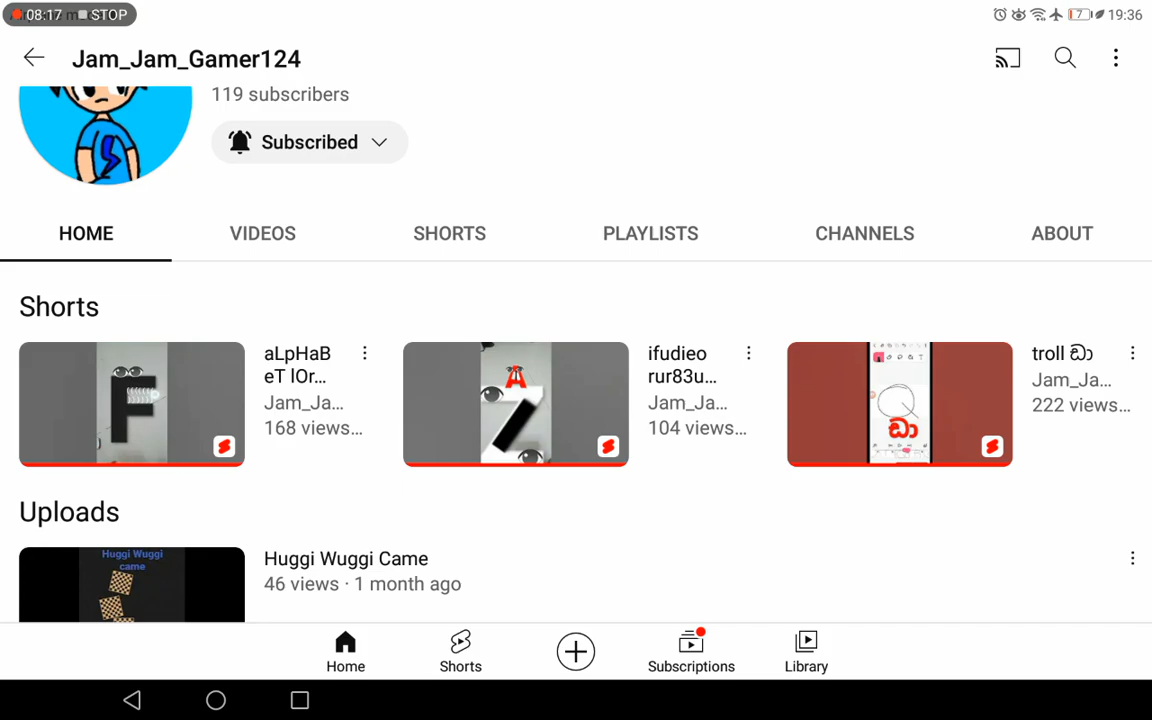 08:17 STOP
7 19:36
Jam_Jam_Gamer124
119 subscribers
Subscribed
HOME VIDEOS SHORTS PLAYLISTS CHANNELS ABOUT
Shorts
F
aLpHaB
eT lOr...
Jam_Ja...
168 views...
A
Z
ifudieo
rur83u...
Jam_Ja...
104 views...
ඬා
troll ඬා
Jam_Ja...
222 views...
Uploads
Huggi Wuggi
came
Huggi Wuggi Came
46 views · 1 month ago
Home Shorts Subscriptions Library